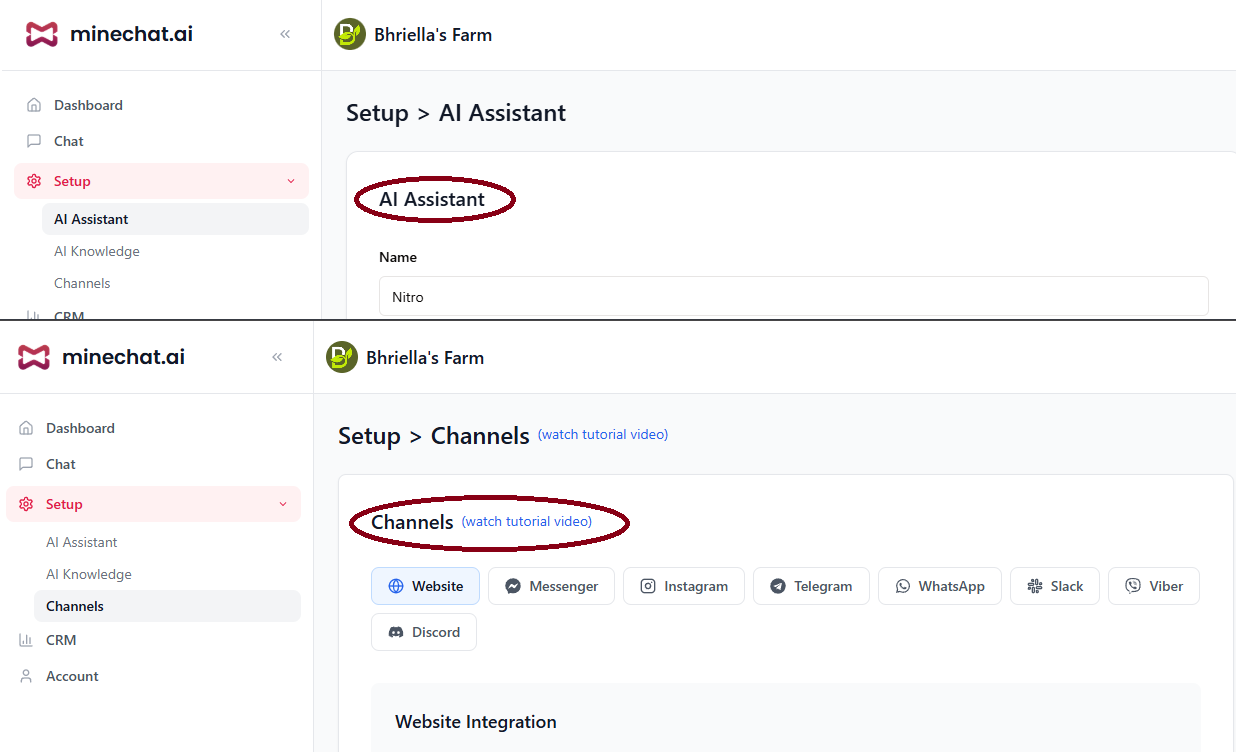 minechat.ai
Bhriella's Farm
Dashboard
Chat
Setup
AI Assistant
AI Knowledge
Channels
CRM
Setup > AI Assistant
AI Assistant
Name
Nitro
minechat.ai
Bhriella's Farm
Dashboard
Chat
Setup
AI Assistant
AI Knowledge
Channels
CRM
Account
Setup > Channels (watch tutorial video)
Channels (watch tutorial video)
Website Messenger Instagram Telegram WhatsApp Slack Viber
Discord
Website Integration